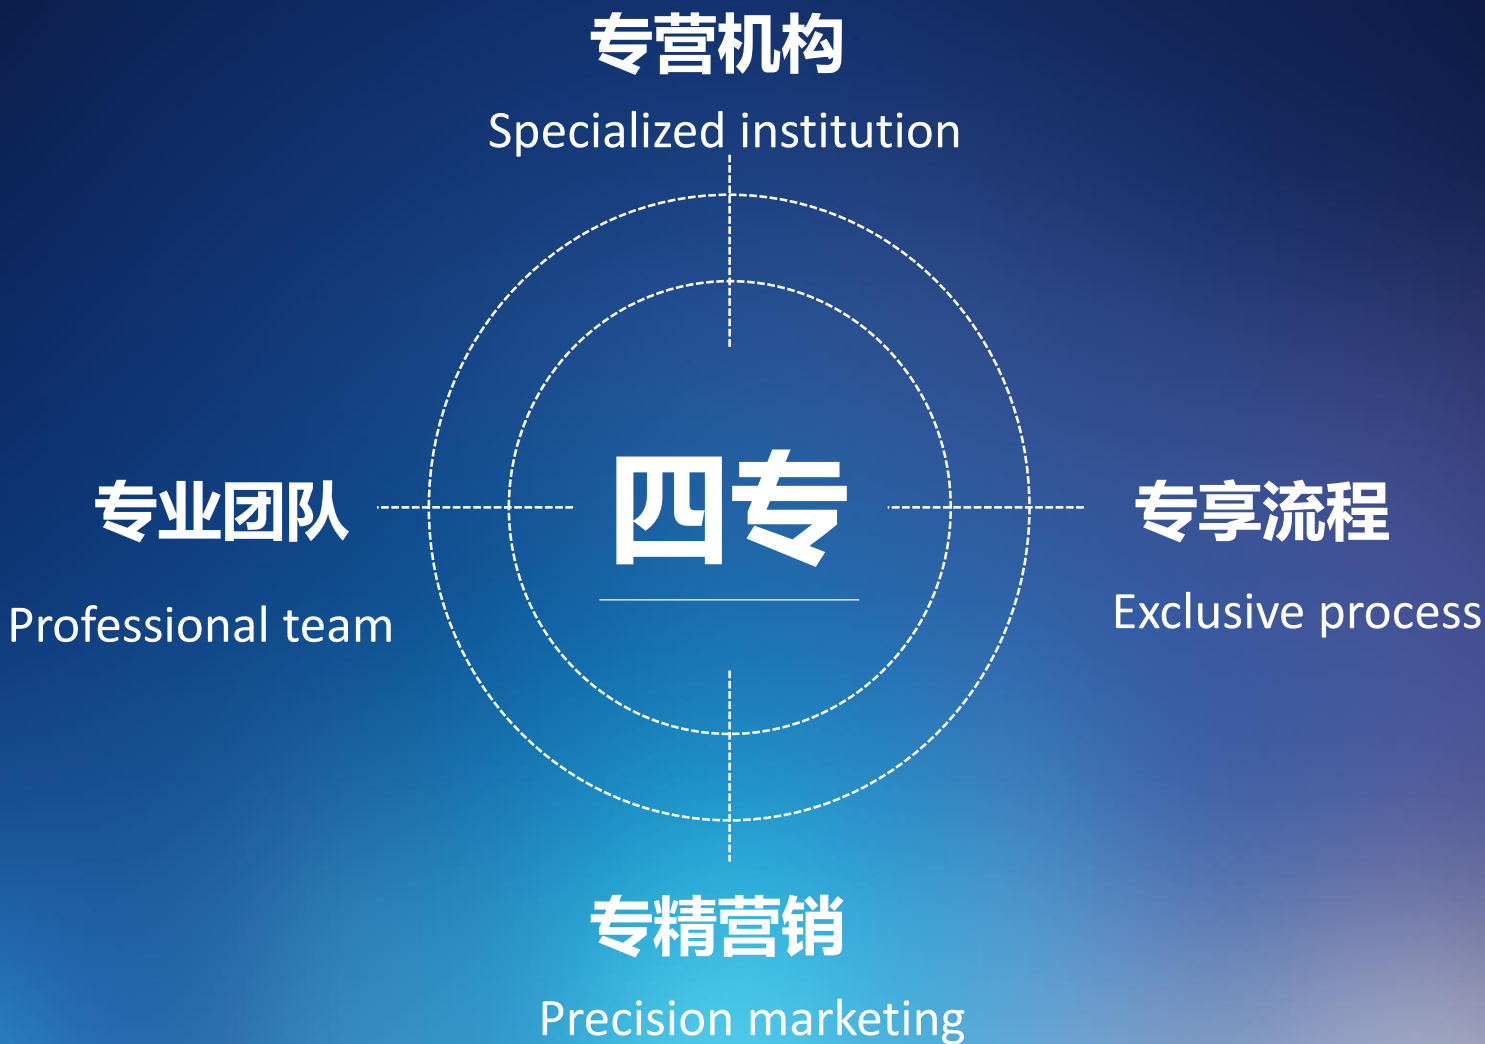 专营机构
Specialized institution
四专
专业团队
Professional team
专享流程
Exclusive process
专精营销
Precision marketing